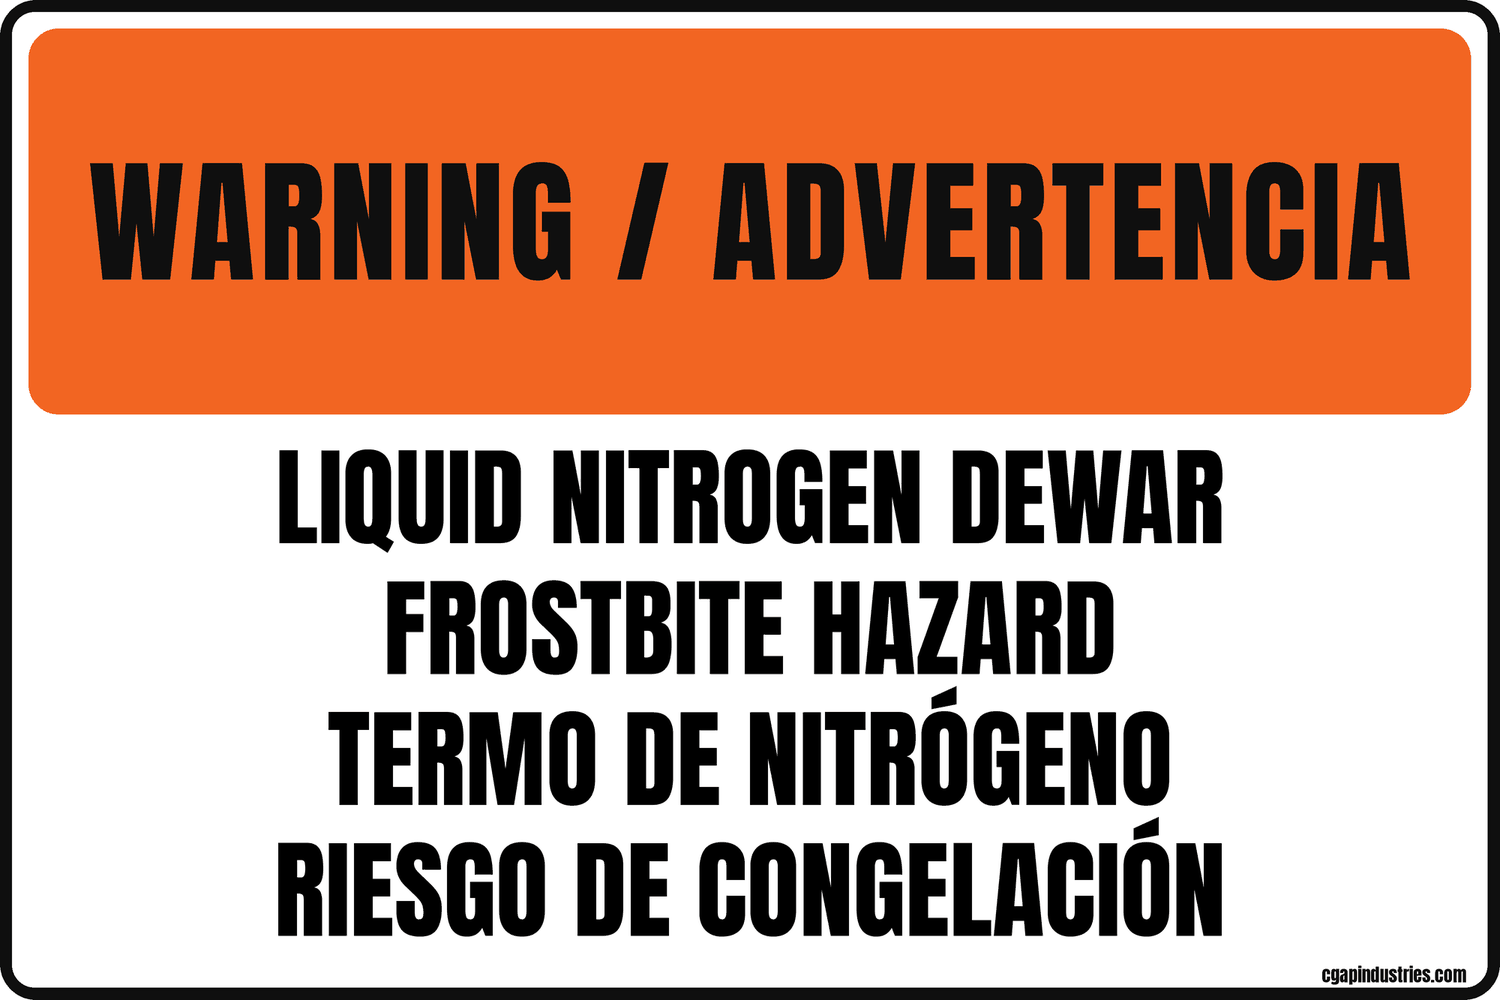 WARNING / ADVERTENCIA
LIQUID NITROGEN DEWAR
FROSTBITE HAZARD
TERMO DE NITRÓGENO
RIESGO DE CONGELACIÓN
cgapindustries.com